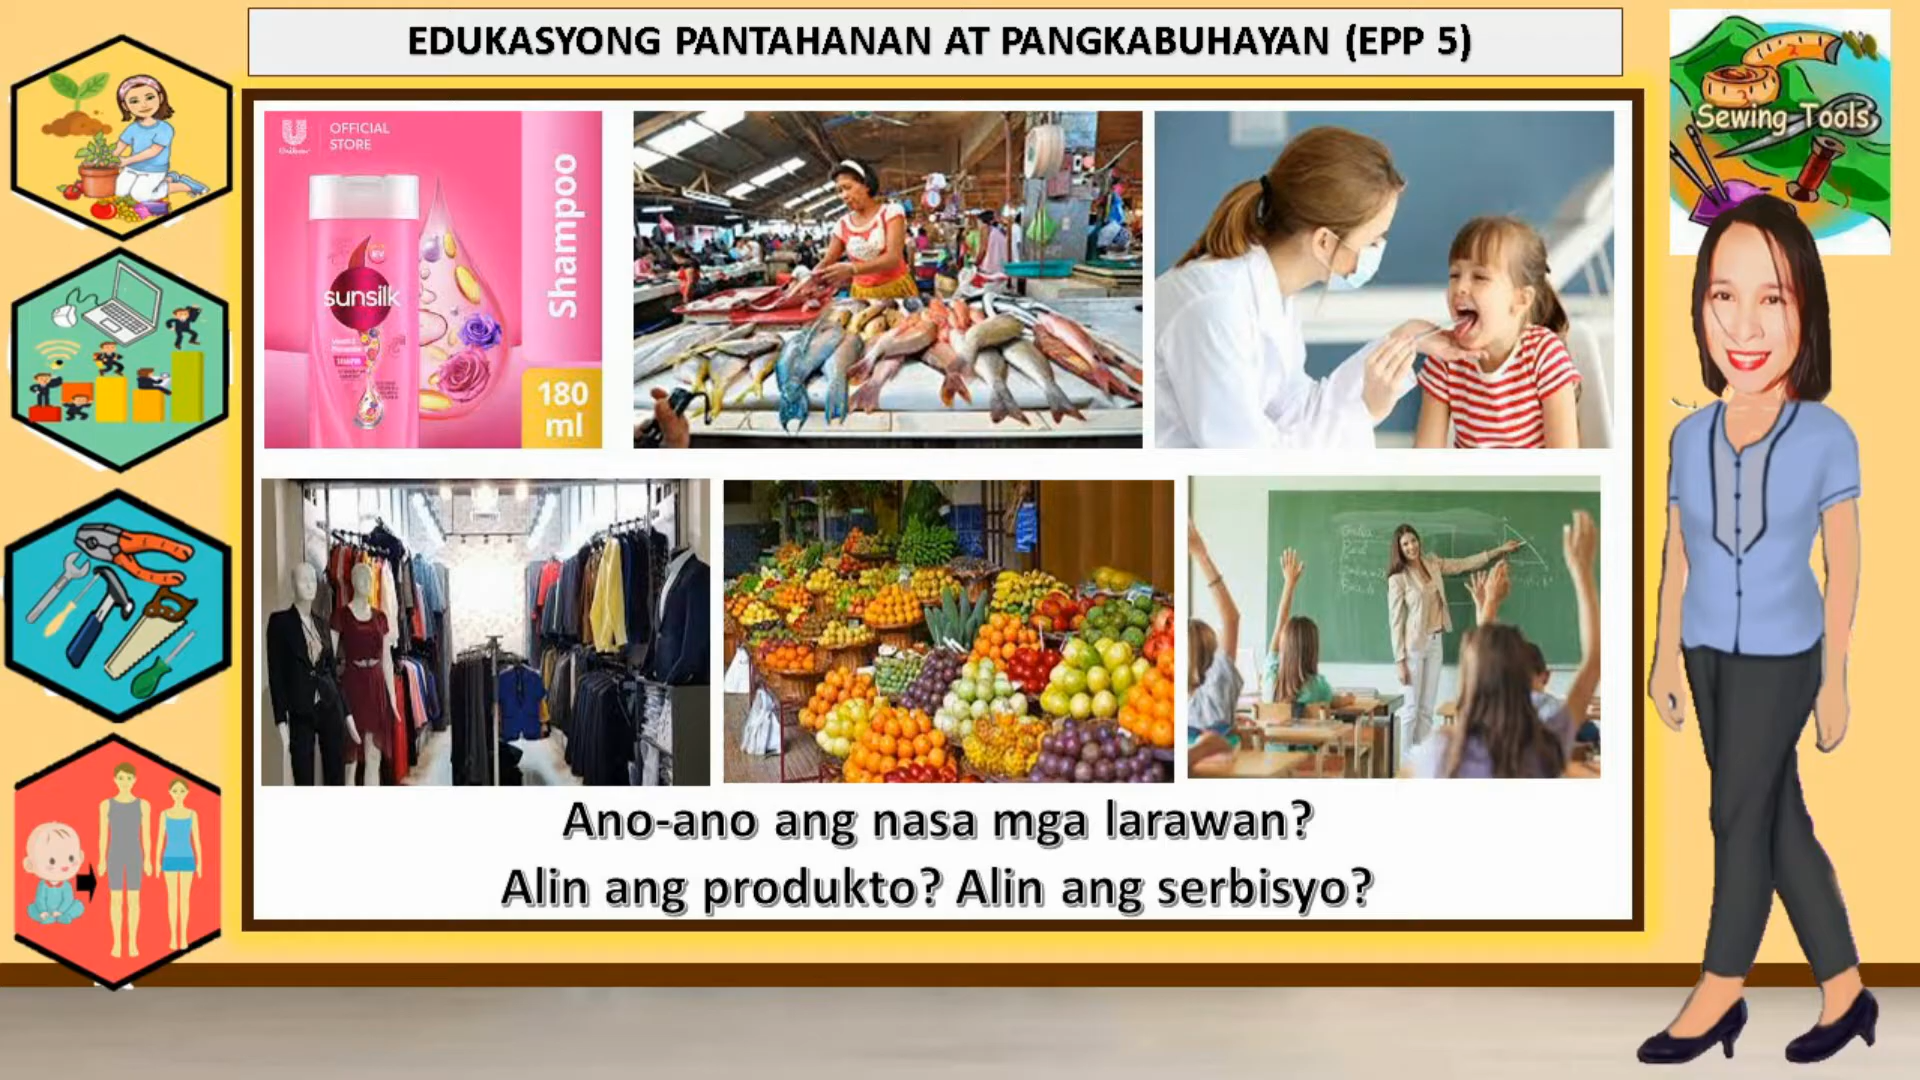 EDUKASYONG PANTAHANAN AT PANGKABUHAYAN (EPP 5)
Sewing Tools
Unilever
OFFICIAL
STORE
Shampoo
sunsilk
180
ml
Ano-ano ang nasa mga larawan?
Alin ang produkto? Alin ang serbisyo?